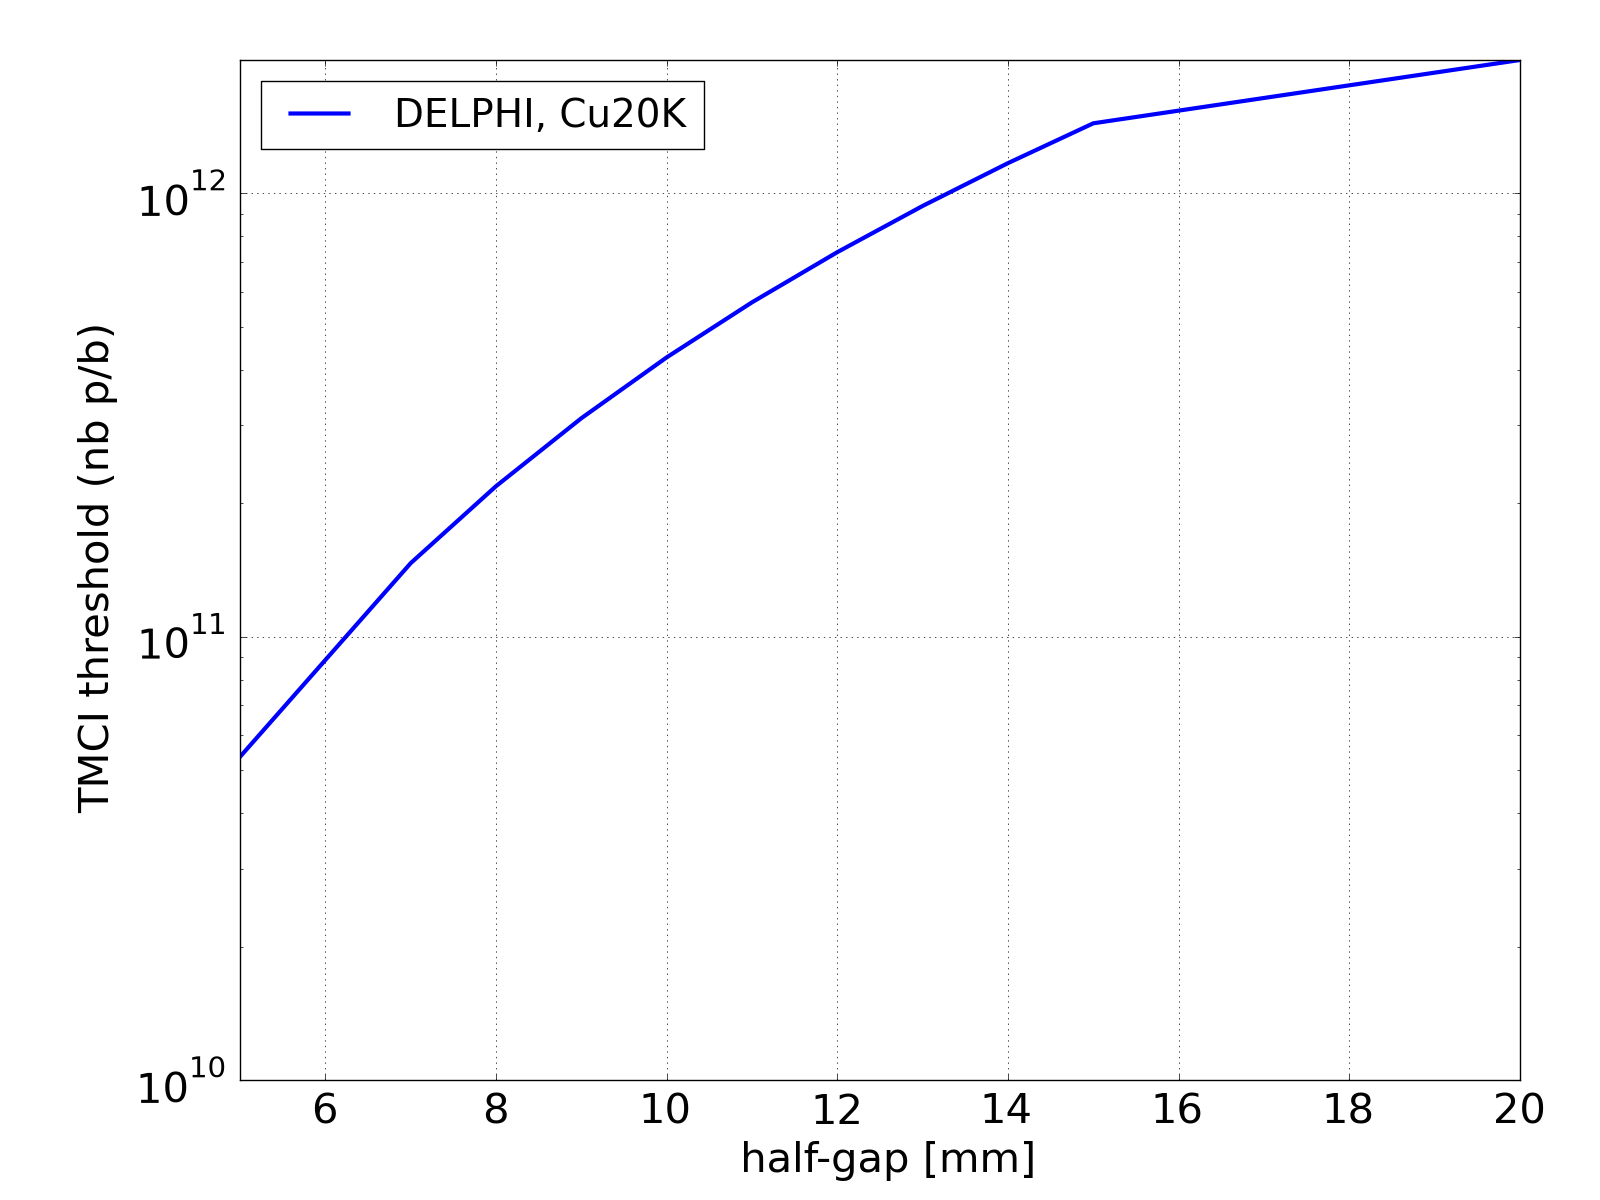 DELPHI, Cu20K
TMCI threshold (nb p/b)
10^12
10^11
10^10
6 8 10 12 14 16 18 20
half-gap [mm]